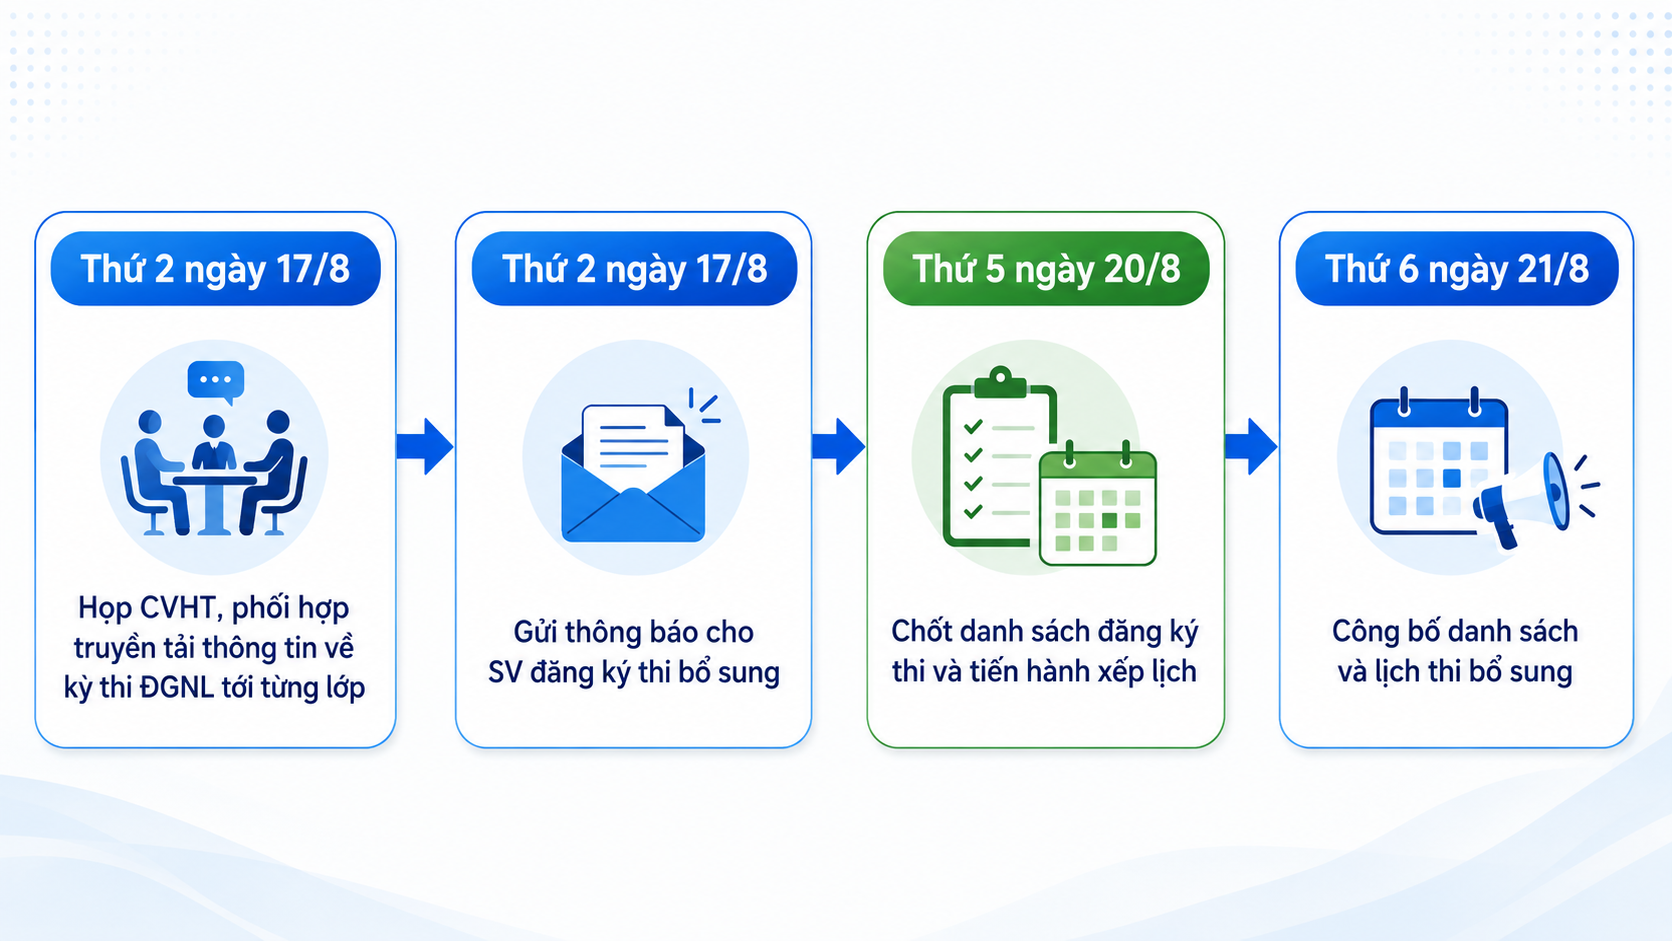 Thứ 2 ngày 17/8
Họp CVHT, phối hợp
truyền tải thông tin về
kỳ thi ĐGNL tới từng lớp
Thứ 2 ngày 17/8
Gửi thông báo cho
SV đăng ký thi bổ sung
Thứ 5 ngày 20/8
Chốt danh sách đăng ký
thi và tiến hành xếp lịch
Thứ 6 ngày 21/8
Công bố danh sách
và lịch thi bổ sung